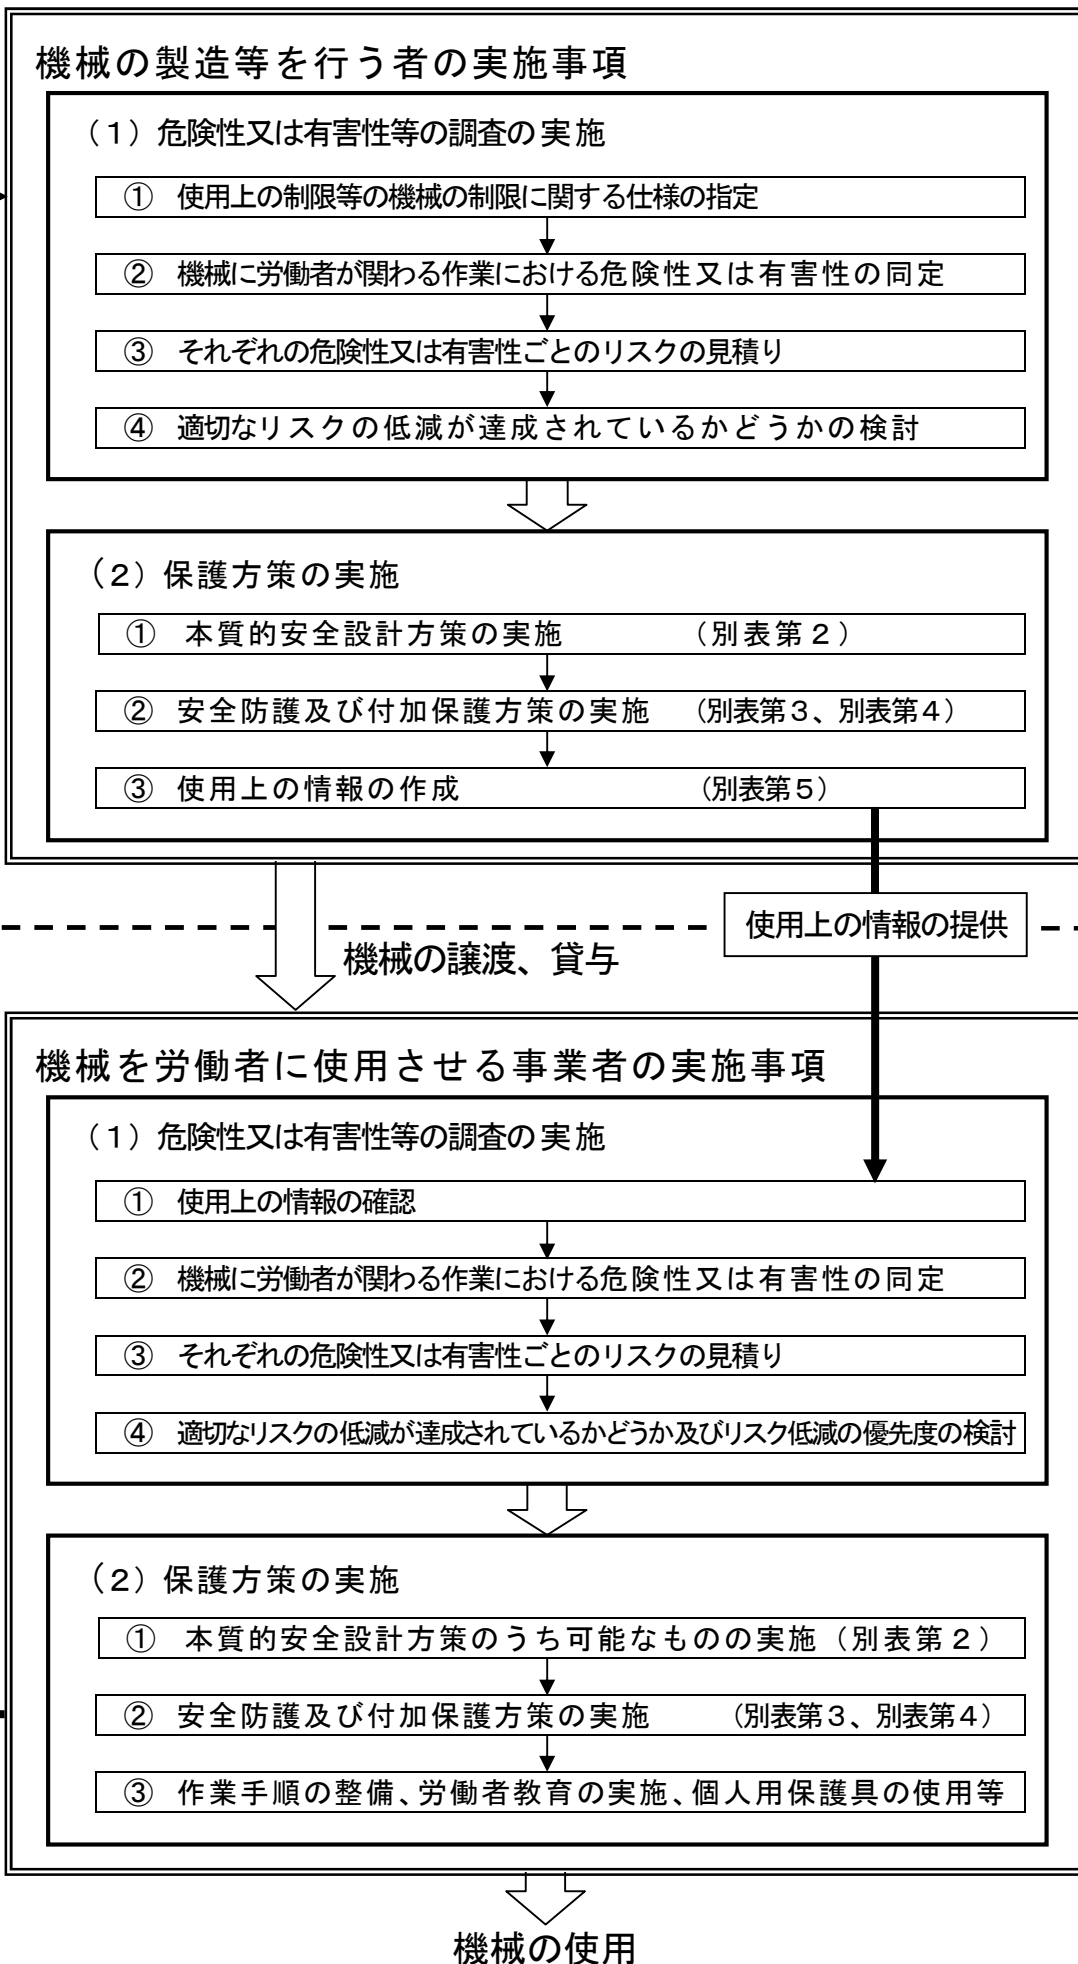 機械の製造等を行う者の実施事項
（１）危険性又は有害性等の調査の実施
①　使用上の制限等の機械の制限に関する仕様の指定
②　機械に労働者が関わる作業における危険性又は有害性の同定
③　それぞれの危険性又は有害性ごとのリスクの見積り
④　適切なリスクの低減が達成されているかどうかの検討
（２）保護方策の実施
①　本質的安全設計方策の実施　（別表第２）
②　安全防護及び付加保護方策の実施　（別表第３、別表第４）
③　使用上の情報の作成　（別表第５）
使用上の情報の提供
機械の譲渡、貸与
機械を労働者に使用させる事業者の実施事項
（１）危険性又は有害性等の調査の実施
①　使用上の情報の確認
②　機械に労働者が関わる作業における危険性又は有害性の同定
③　それぞれの危険性又は有害性ごとのリスクの見積り
④　適切なリスクの低減が達成されているかどうか及びリスク低減の優先度の検討
（２）保護方策の実施
①　本質的安全設計方策のうち可能なものの実施（別表第２）
②　安全防護及び付加保護方策の実施　（別表第３、別表第４）
③　作業手順の整備、労働者教育の実施、個人用保護具の使用等
機械の使用